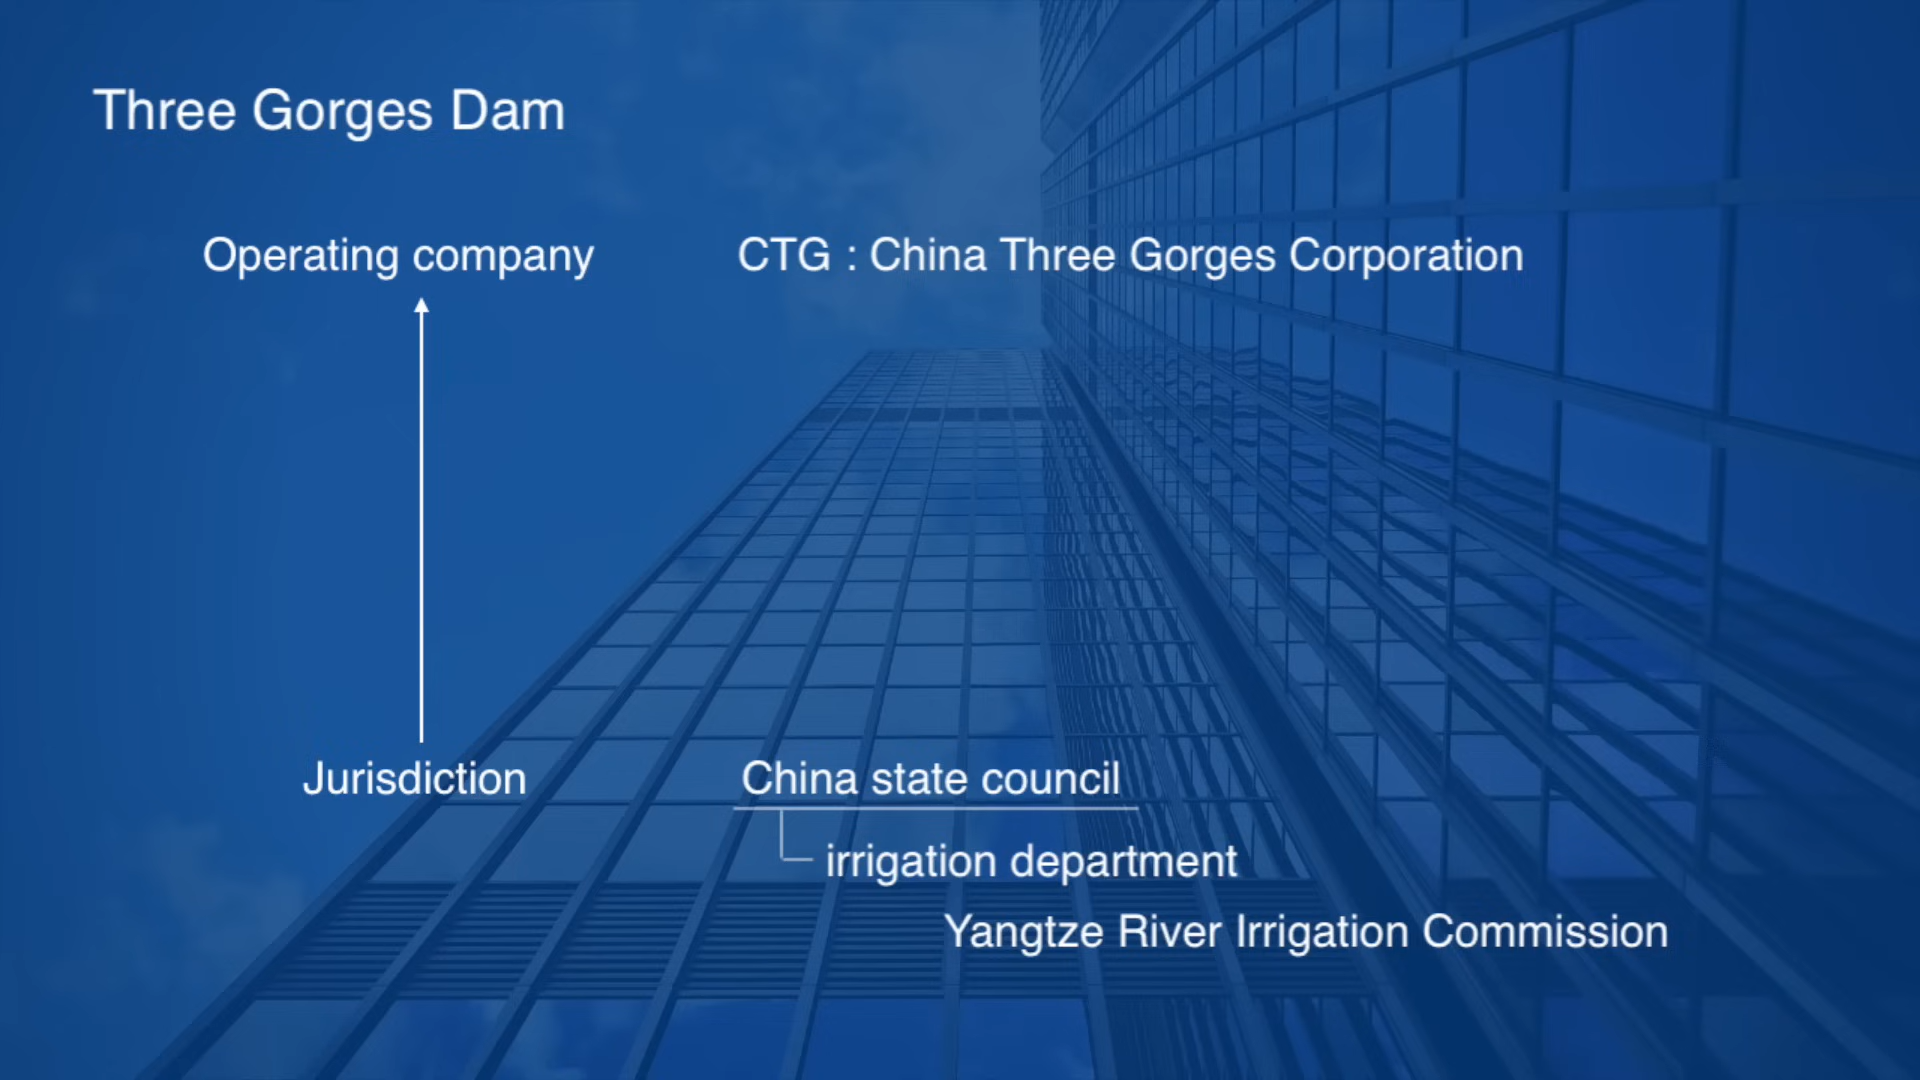 Three Gorges Dam
Operating company
CTG : China Three Gorges Corporation
Jurisdiction
China state council
irrigation department
Yangtze River Irrigation Commission